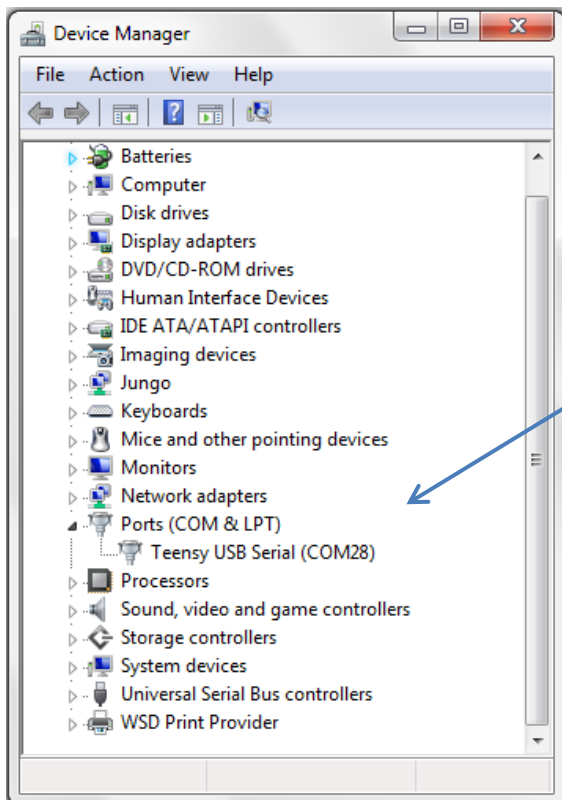 Device Manager
File Action View Help
Batteries
Computer
Disk drives
Display adapters
DVD/CD-ROM drives
Human Interface Devices
IDE ATA/ATAPI controllers
Imaging devices
Jungo
Keyboards
Mice and other pointing devices
Monitors
Network adapters
Ports (COM & LPT)
Teensy USB Serial (COM28)
Processors
Sound, video and game controllers
Storage controllers
System devices
Universal Serial Bus controllers
WSD Print Provider